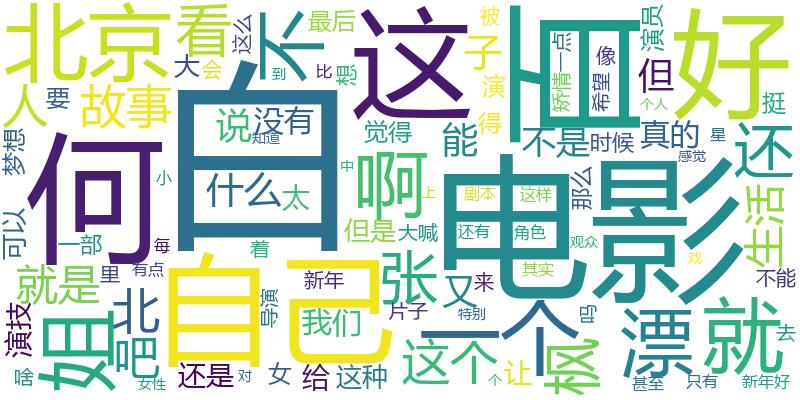 北京
看
不
最后
这么
大
会
到
比
想
这
被
子
演
得
百
矫情
一点
希望
像
演员
但
个人
好
挺
人
要
故事
白
说
没有
知道
觉得
能
不是
时候
真的
星
感觉
还
梦想
何
什么
太
小
中
啊
上
电影
剧本
这样
那么
生活
可以
一部
每
着
但是
大喊
还有
角色
观众
其实
戏
不能
就是
里
有点
自己
新年
张
又
来
演技
姐
北
吧
导演
我们
片子
特别
一个
吗
漂
就
去
啥
女性
还是
对
女
给
这种
这个
个
让
枫
甚至
只有
新年好